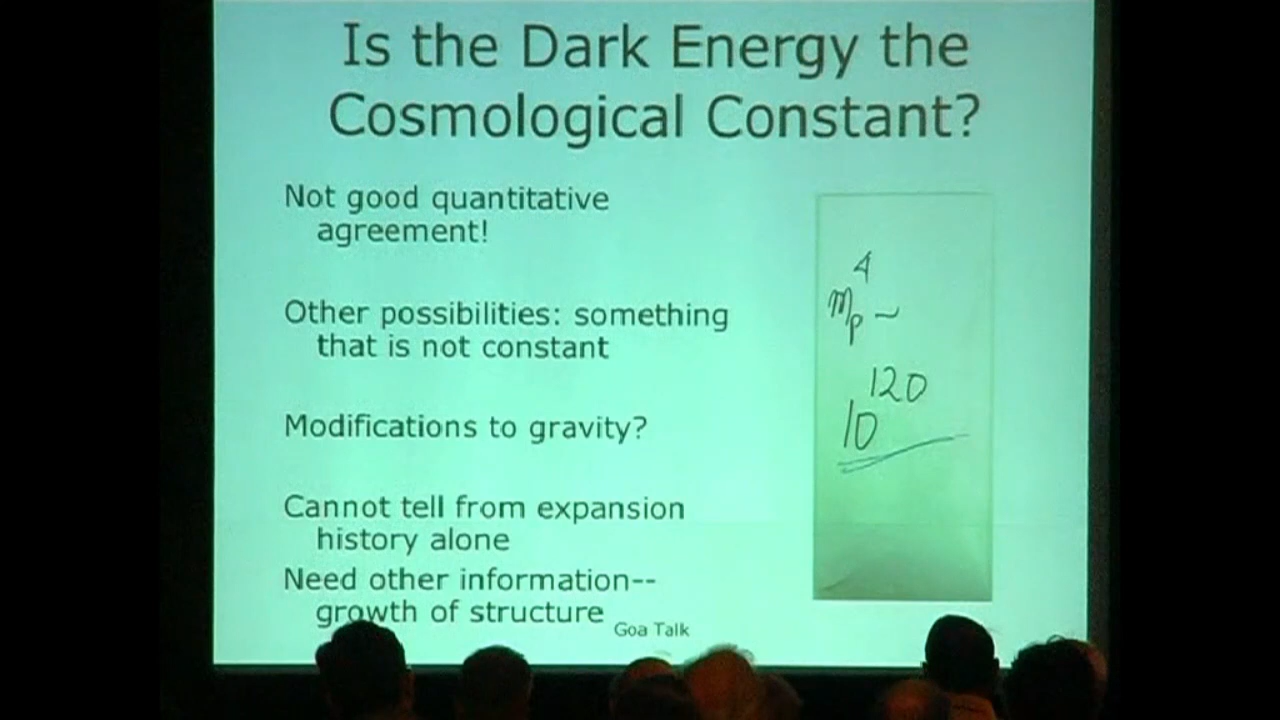 Is the Dark Energy the
Cosmological Constant?
Not good quantitative
agreement!
Other possibilities: something
that is not constant
Modifications to gravity?
Cannot tell from expansion
history alone
Need other information--
growth of structure
Goa Talk
4
mp ~
120
10